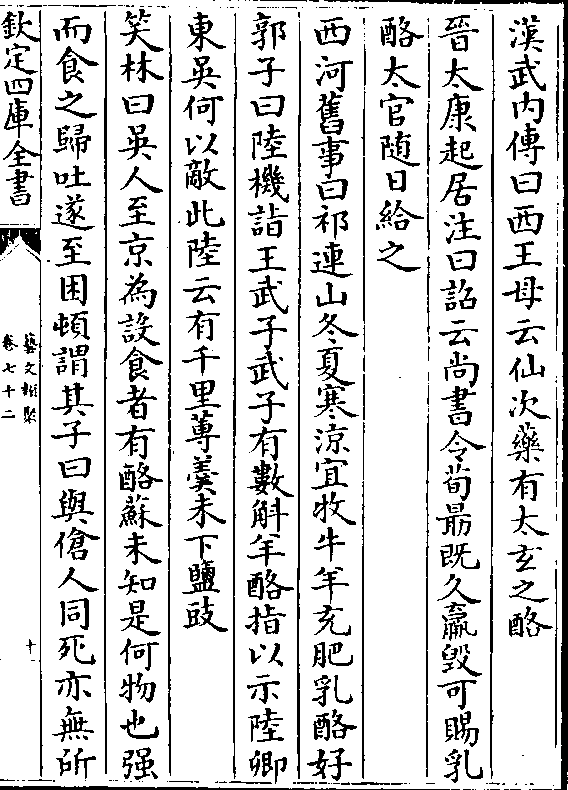 漢武内傳曰西王母云仙次藥有太玄之酪
晉太康起居注曰詔云尚書令荀勗既久羸毁可賜乳
酪太官随日給之
西河舊事曰祁連山冬夏寒涼宜牧牛羊充肥乳酪好
郭子曰陸機詣王武子武子有數斛羊酪指以示陸卿
東吳何以敵此陸云有千里蓴羮未下鹽豉
笑林曰吳人至京為設食者有酪蘇未知是何物也强
而食之歸吐遂至困頓謂其子曰與傖人同死亦無所
欽定四庫全書
藝文類聚
卷七十二
十